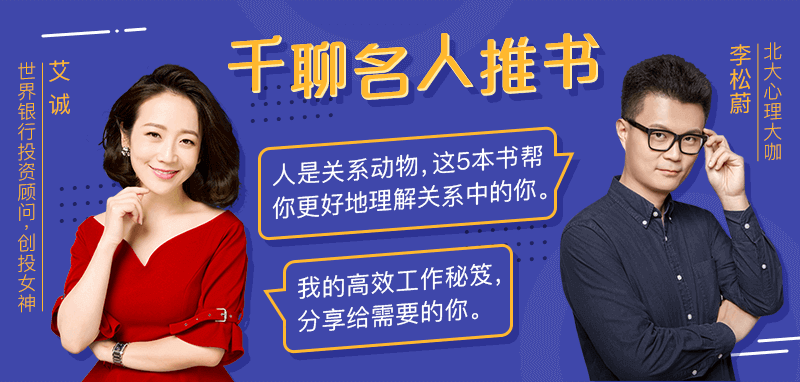 千聊名人推书
艾诚
世界银行投资顾问,创投女神
人是关系动物,这5本书帮
你更好地理解关系中的你。
我的高效工作秘笈,
分享给需要的你。
北大心理大咖
李松蔚